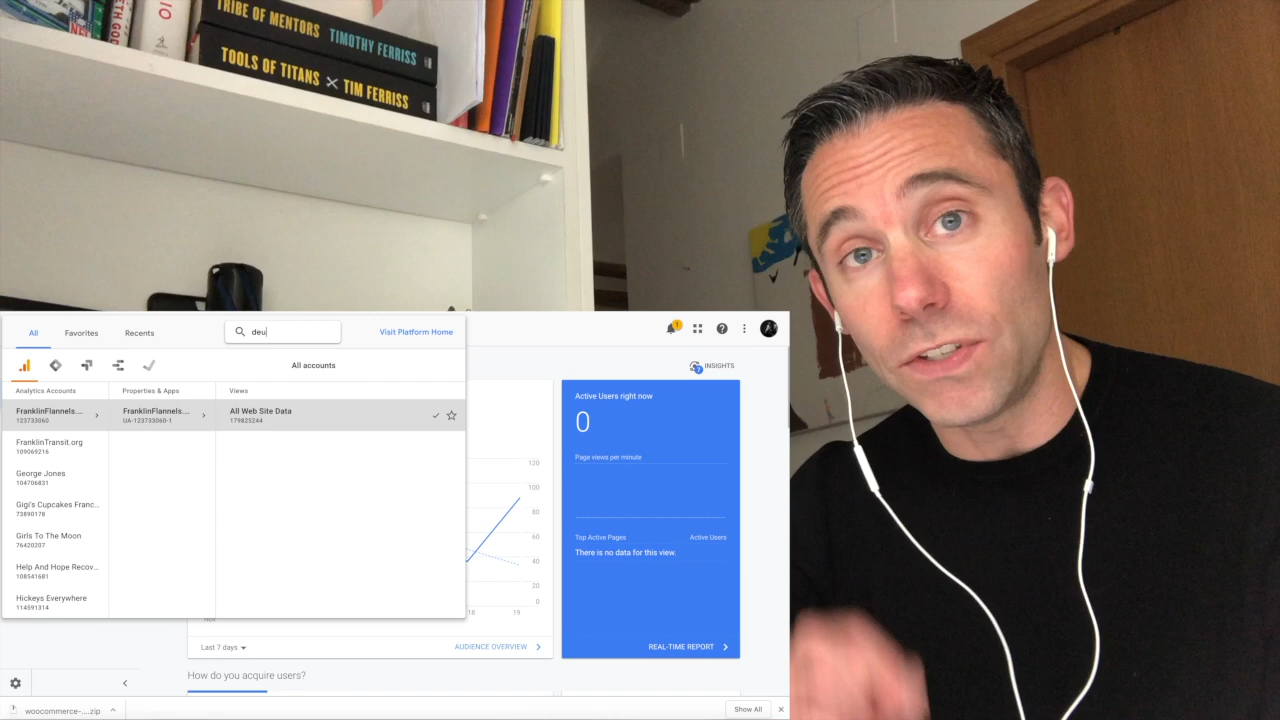 TRIBE OF MENTORS TIMOTHY FERRISS
TOOLS OF TITANS × TIM FERRISS
All
Favorites
Recents
deu
Visit Platform Home
1
All accounts
7
INSIGHTS
Analytics Accounts
Properties & Apps
Views
FranklinFlannels....
123733060
FranklinFlannels....
UA-123733060-1
All Web Site Data
179825244
FranklinTransit.org
109069216
George Jones
104706831
Gigi's Cupcakes Franc...
73890178
Girls To The Moon
76420207
Help And Hope Recov...
108541681
Hickeys Everywhere
114591314
120
100
80
60
40
20
0
18
19
Nov
Last 7 days
AUDIENCE OVERVIEW
Active Users right now
0
Page views per minute
Top Active Pages
Active Users
There is no data for this view.
REAL-TIME REPORT
How do you acquire users?
woocommerce-....zip
Show All